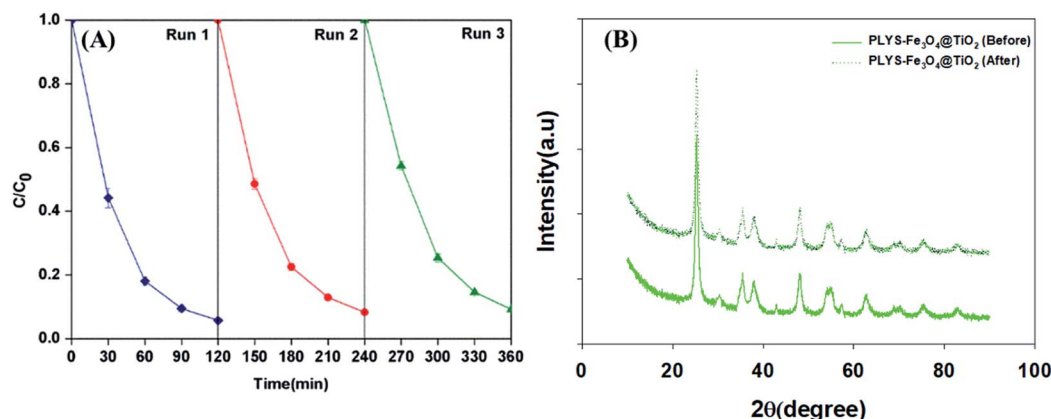 (A)
Run 1
Run 2
Run 3
1.0
0.8
0.6
0.4
0.2
0.0
C/C₀
0 30 60 90 120 150 180 210 240 270 300 330 360
Time(min)
(B)
PLYS-Fe₃O₄@TiO₂ (Before)
PLYS-Fe₃O₄@TiO₂ (After)
Intensity(a.u)
0 20 40 60 80 100
2θ(degree)